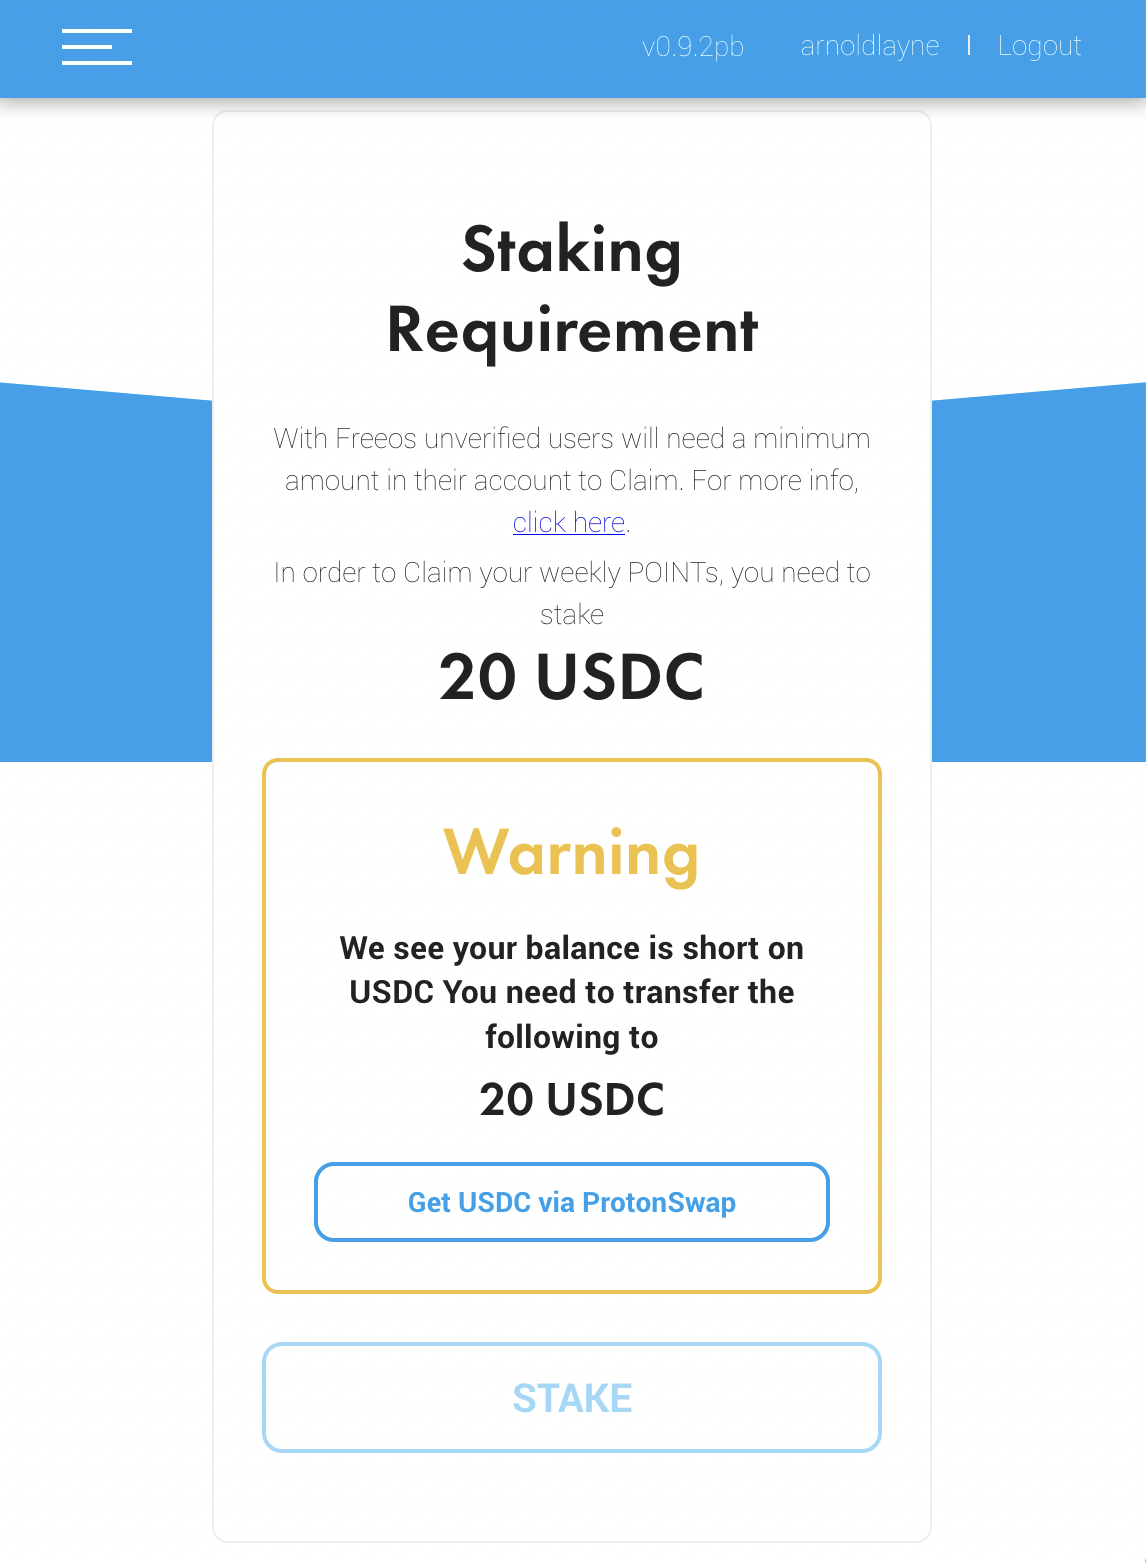 v0.9.2pb arnoldlayne | Logout
Staking
Requirement
With Freeos unverified users will need a minimum
amount in their account to Claim. For more info,
click here.
In order to Claim your weekly POINTs, you need to
stake
20 USDC
Warning
We see your balance is short on
USDC You need to transfer the
following to
20 USDC
Get USDC via ProtonSwap
STAKE